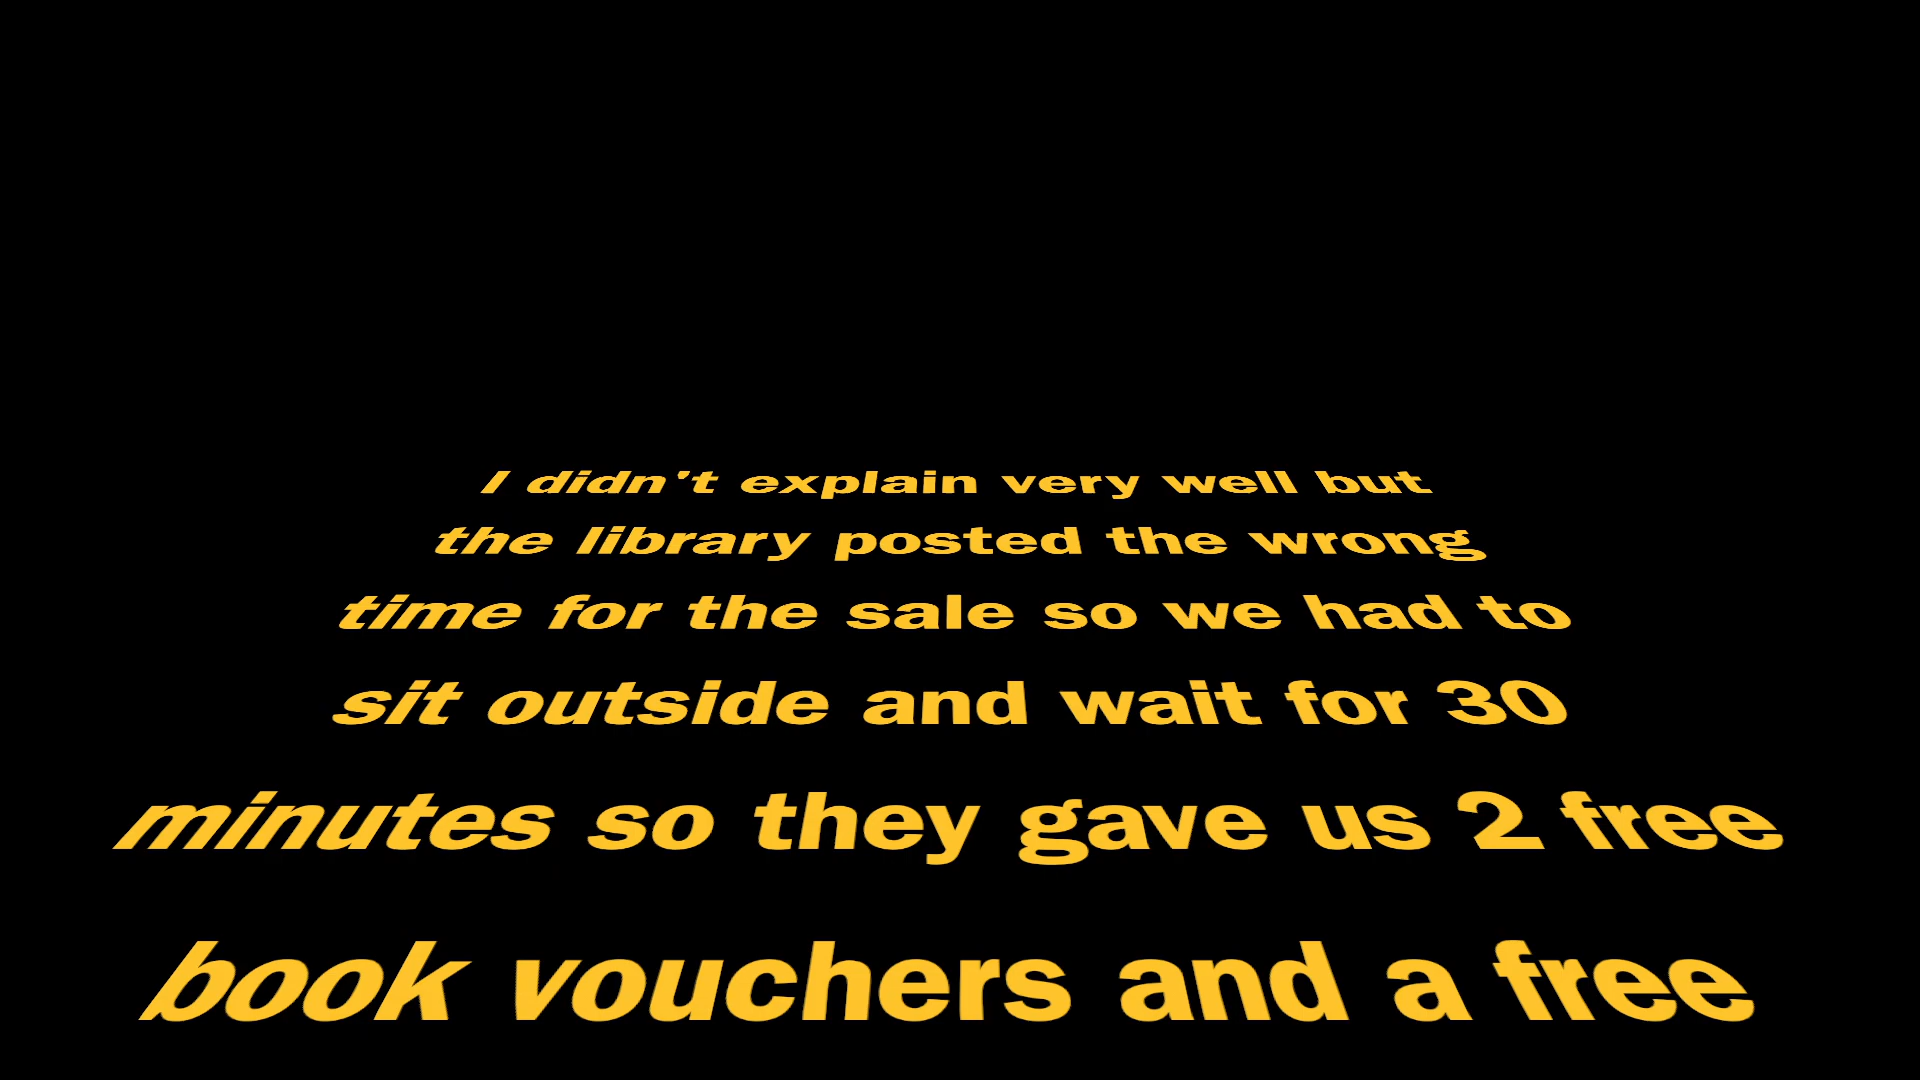 I didn't explain very well but
the library posted the wrong
time for the sale so we had to
sit outside and wait for 30
minutes so they gave us 2 free
book vouchers and a free